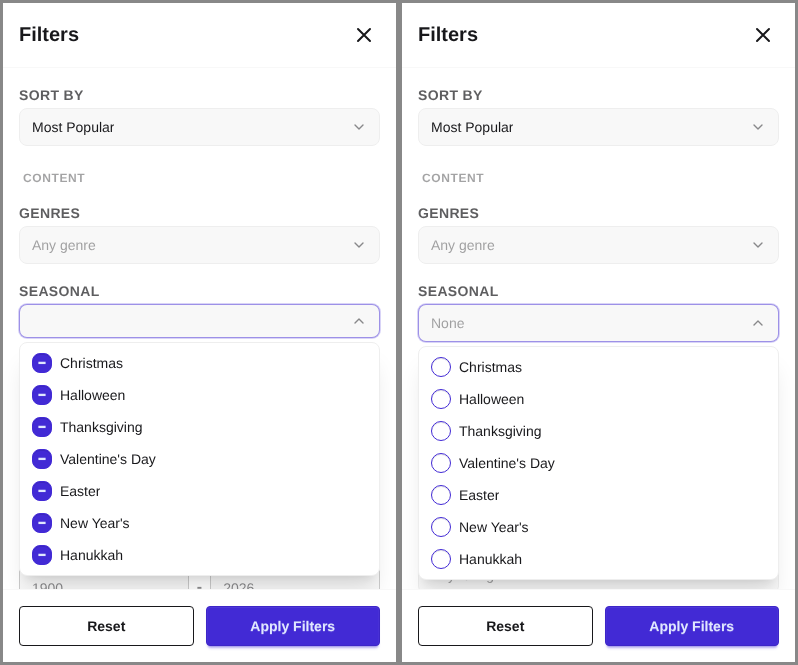 Filters
SORT BY
Most Popular
CONTENT
GENRES
Any genre
SEASONAL
Christmas
Halloween
Thanksgiving
Valentine's Day
Easter
New Year's
Hanukkah
1900 - 2026
Reset
Apply Filters
Filters
SORT BY
Most Popular
CONTENT
GENRES
Any genre
SEASONAL
None
Christmas
Halloween
Thanksgiving
Valentine's Day
Easter
New Year's
Hanukkah
Reset
Apply Filters